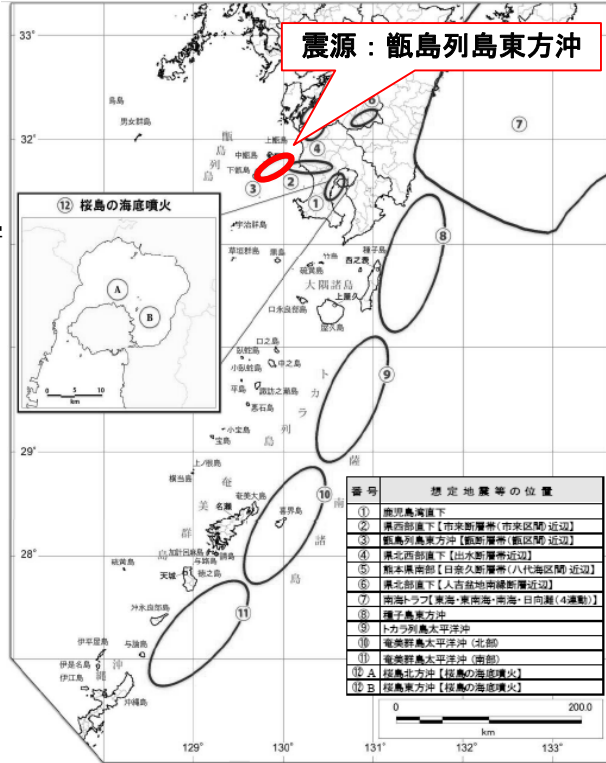 震源：甑島列島東方沖
33°
32°
29°
28°
129°
130°
131°
132°
133°
鳥島
男女群島
甑島列島
上甑島
中甑島
下甑島
③
②
①
④
⑥
⑦
⑧
⑨
⑩
⑪
⑫ 桜島の海底噴火
A
B
0 5 10
km
宇治群島
草垣群島
黒島
竹島
硫黄島
種子島
西之表
大隅諸島
上屋久
口永良部島
屋久島
口之島
臥蛇島
小臥蛇島
中之島
平島
諏訪之瀬島
悪石島
トカラ列島
小宝島
宝島
薩南諸島
上ノ根島
横当島
奄美群島
奄美大島
名瀬
喜界島
加計呂麻島
与路島
請島
硫黄島
天城
徳之島
沖永良部島
与論島
伊平屋島
伊是名島
伊江島
沖縄
沖縄島
番号 想定地震等の位置
① 鹿児島湾直下
② 県西部直下【市来断層帯(市来区間)近辺】
③ 甑島列島東方沖【甑断層帯(甑区間)近辺】
④ 県北西部直下【出水断層帯近辺】
⑤ 熊本県南部【日奈久断層帯(八代海区間)近辺】
⑥ 県北部直下【人吉盆地南縁断層近辺】
⑦ 南海トラフ【東海・東南海・南海・日向灘(4連動)】
⑧ 種子島東方沖
⑨ トカラ列島太平洋沖
⑩ 奄美群島太平洋沖（北部）
⑪ 奄美群島太平洋沖（南部）
⑫ A 桜島北方沖【桜島の海底噴火】
⑫ B 桜島東方沖【桜島の海底噴火】
0 200.0
km